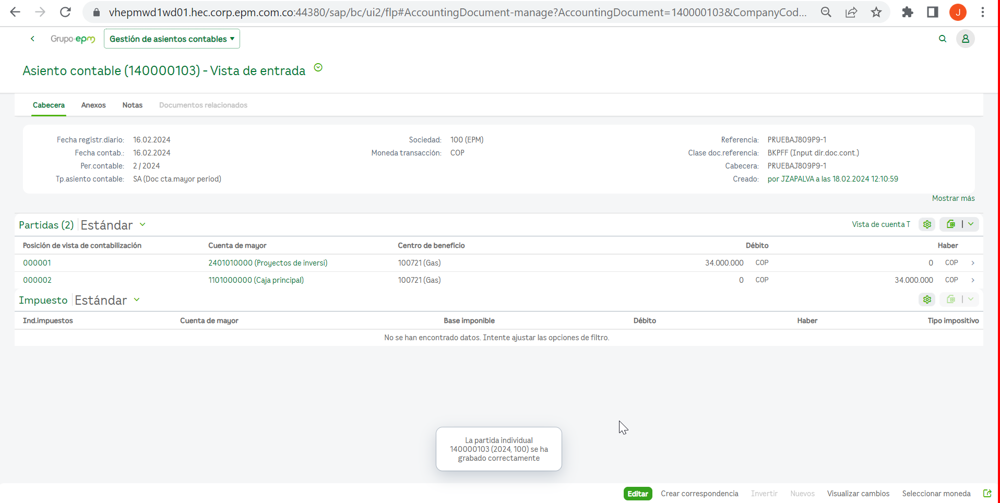 vhepmwd1wd01.hec.corp.epm.com.co:44380/sap/bc/ui2/flp#AccountingDocument-manage?AccountingDocument=140000103&CompanyCod...
J
Grupo·epm
Gestión de asientos contables
Asiento contable (140000103) - Vista de entrada
Cabecera Anexos Notas Documentos relacionados
Fecha registr.diario: 16.02.2024 Sociedad: 100 (EPM) Referencia: PRUEBAJ809P9-1
Fecha contab.: 16.02.2024 Moneda transacción: COP Clase doc.referencia: BKPFF (Input dir.doc.cont.)
Per.contable: 2 / 2024 Cabecera: PRUEBAJ809P9-1
Tp.asiento contable: SA (Doc cta.mayor period) Creado: por JZAPALVA a las 18.02.2024 12:10:59
Mostrar más
Partidas (2) Estándar Vista de cuenta T
Posición de vista de contabilización Cuenta de mayor Centro de beneficio Débito Haber
000001 2401010000 (Proyectos de inversi) 100721 (Gas) 34.000.000 COP 0 COP
000002 1101000000 (Caja principal) 100721 (Gas) 0 COP 34.000.000 COP
Impuesto Estándar
Ind.impuestos Cuenta de mayor Base imponible Débito Haber Tipo impositivo
No se han encontrado datos. Intente ajustar las opciones de filtro.
La partida individual
140000103 (2024, 100) se ha
grabado correctamente
Editar Crear correspondencia Invertir Nuevos Visualizar cambios Seleccionar moneda